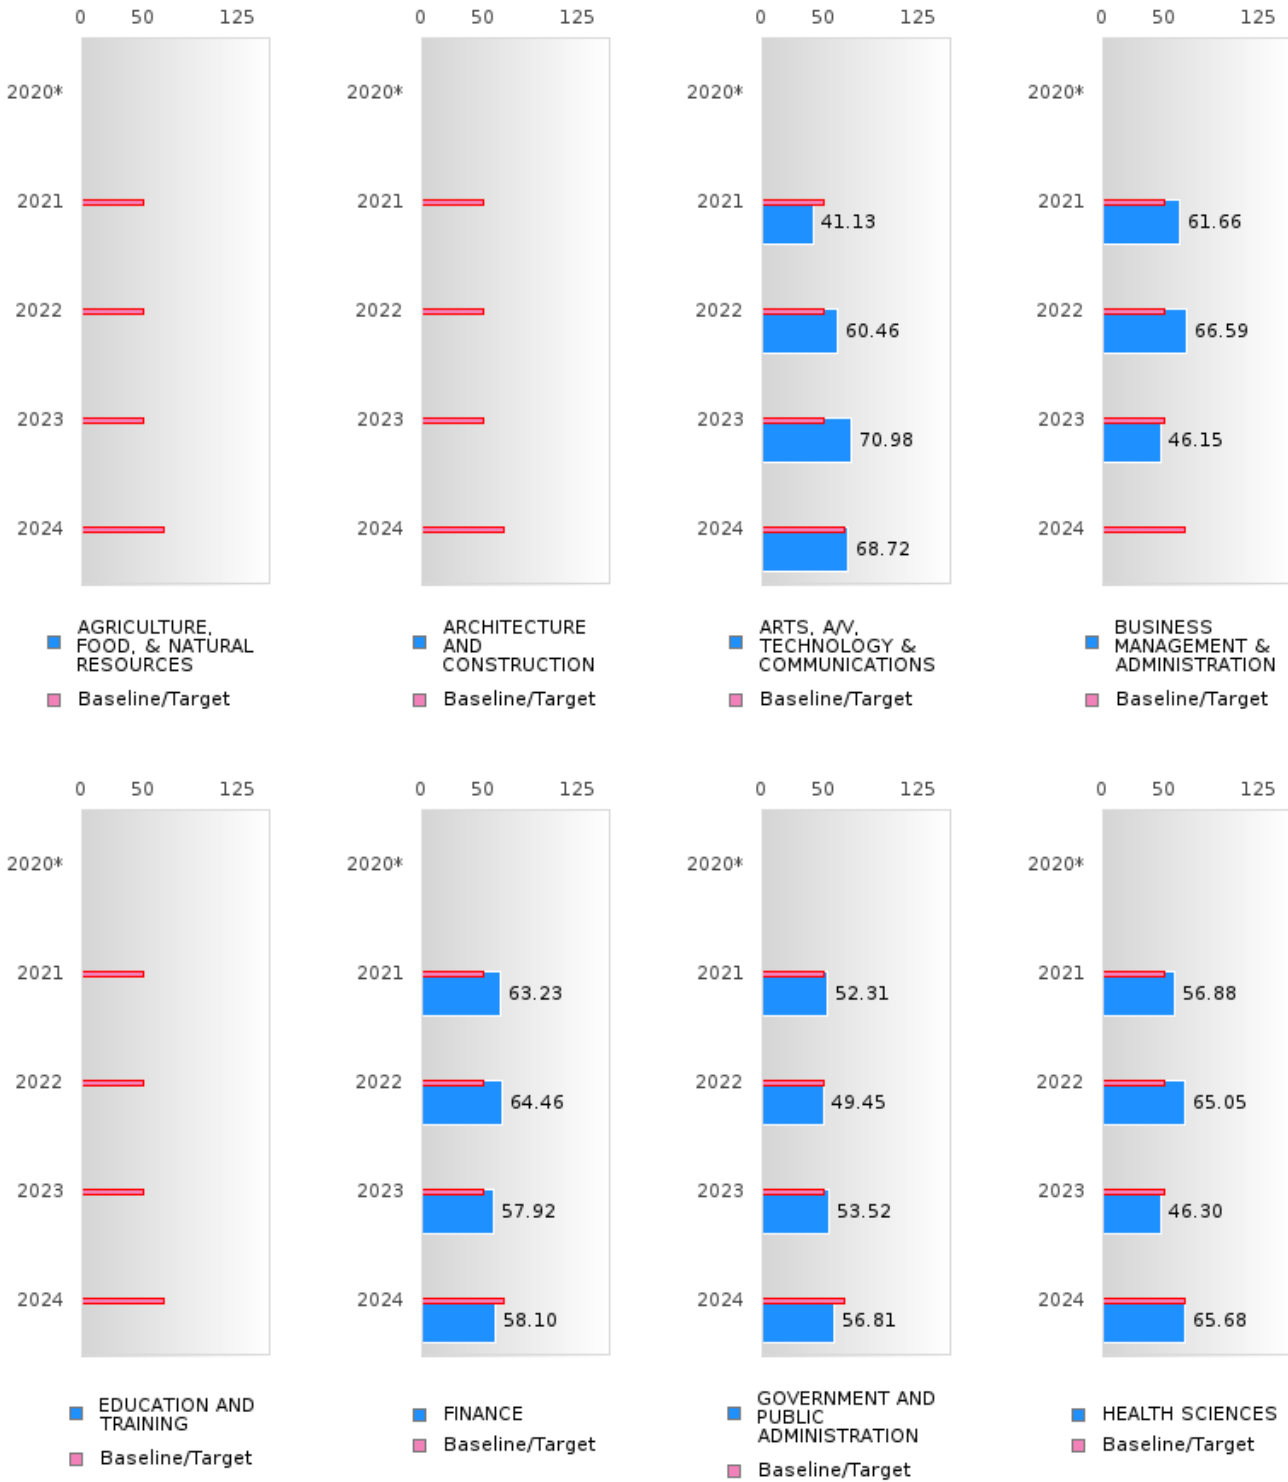 0 50 125
0 50 125
0 50 125
0 50 125
2020*
2020*
2020*
2020*
2021
2021
2021
41.13
2021
61.66
2022
2022
2022
60.46
2022
66.59
2023
2023
2023
70.98
2023
46.15
2024
2024
2024
68.72
2024
AGRICULTURE,
FOOD, & NATURAL
RESOURCES
Baseline/Target
ARCHITECTURE
AND
CONSTRUCTION
Baseline/Target
ARTS, A/V,
TECHNOLOGY &
COMMUNICATIONS
Baseline/Target
BUSINESS
MANAGEMENT &
ADMINISTRATION
Baseline/Target
0 50 125
0 50 125
0 50 125
0 50 125
2020*
2020*
2020*
2020*
2021
2021
63.23
2021
52.31
2021
56.88
2022
2022
64.46
2022
49.45
2022
65.05
2023
2023
57.92
2023
53.52
2023
46.30
2024
2024
58.10
2024
56.81
2024
65.68
EDUCATION AND
TRAINING
Baseline/Target
FINANCE
Baseline/Target
GOVERNMENT AND
PUBLIC
ADMINISTRATION
Baseline/Target
HEALTH SCIENCES
Baseline/Target